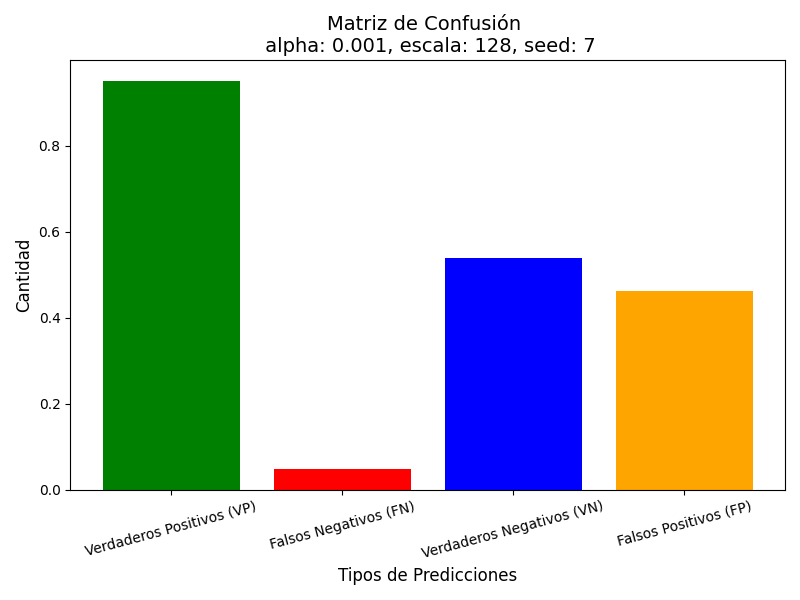 Matriz de Confusión
alpha: 0.001, escala: 128, seed: 7
Cantidad
0.8
0.6
0.4
0.2
0.0
Verdaderos Positivos (VP)
Falsos Negativos (FN)
Verdaderos Negativos (VN)
Falsos Positivos (FP)
Tipos de Predicciones